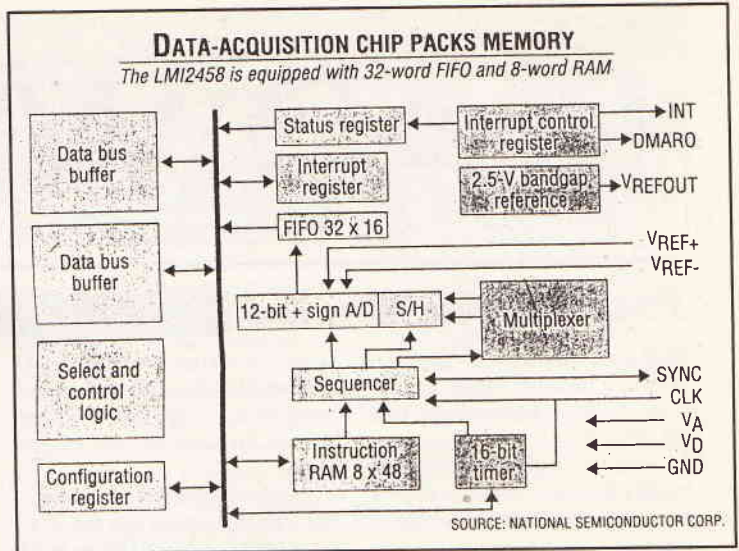 DATA-ACQUISITION CHIP PACKS MEMORY
The LMI2458 is equipped with 32-word FIFO and 8-word RAM
Data bus
buffer
Data bus
buffer
Select and
control
logic
Configuration
register
Status register
Interrupt
register
FIFO 32 x 16
12-bit + sign A/D
S/H
Sequencer
Instruction
RAM 8 x 48
Interrupt control
register
2.5-V bandgap
reference
Multiplexer
16-bit
timer
INT
DMARO
VREFOUT
VREF+
VREF-
SYNC
CLK
VA
VD
GND
SOURCE: NATIONAL SEMICONDUCTOR CORP.